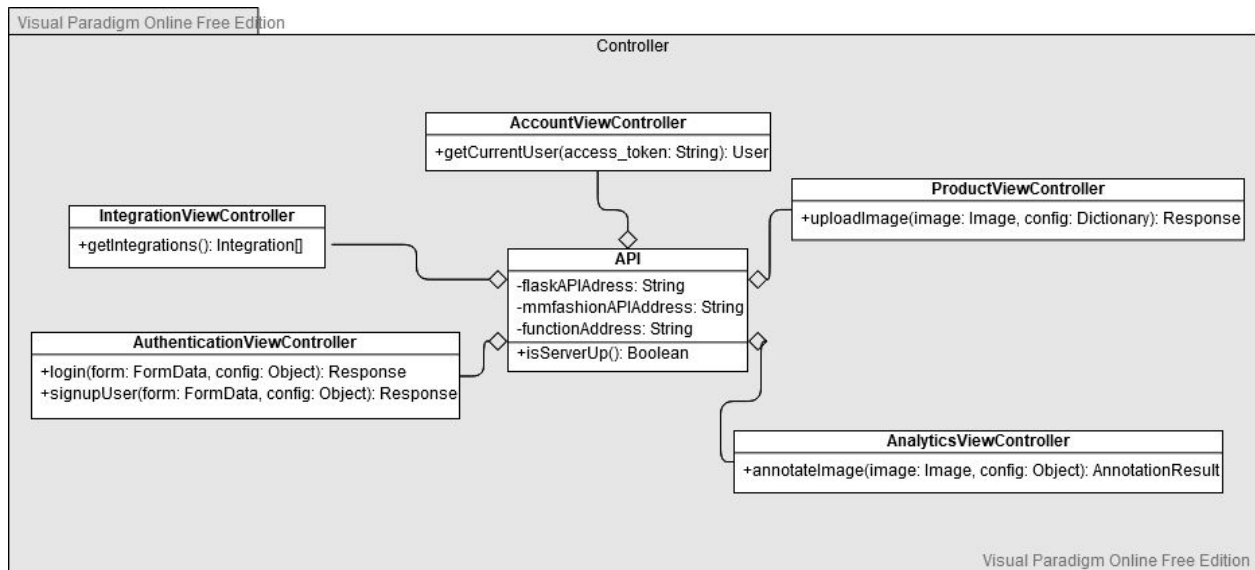 Visual Paradigm Online Free Edition
Controller
AccountViewController
+getCurrentUser(access_token: String): User
ProductViewController
+uploadImage(image: Image, config: Dictionary): Response
IntegrationViewController
+getIntegrations(): Integration[]
API
-flaskAPIAdress: String
-mmfashionAPIAddress: String
-functionAddress: String
+isServerUp(): Boolean
AuthenticationViewController
+login(form: FormData, config: Object): Response
+signupUser(form: FormData, config: Object): Response
AnalyticsViewController
+annotateImage(image: Image, config: Object): AnnotationResult
Visual Paradigm Online Free Edition